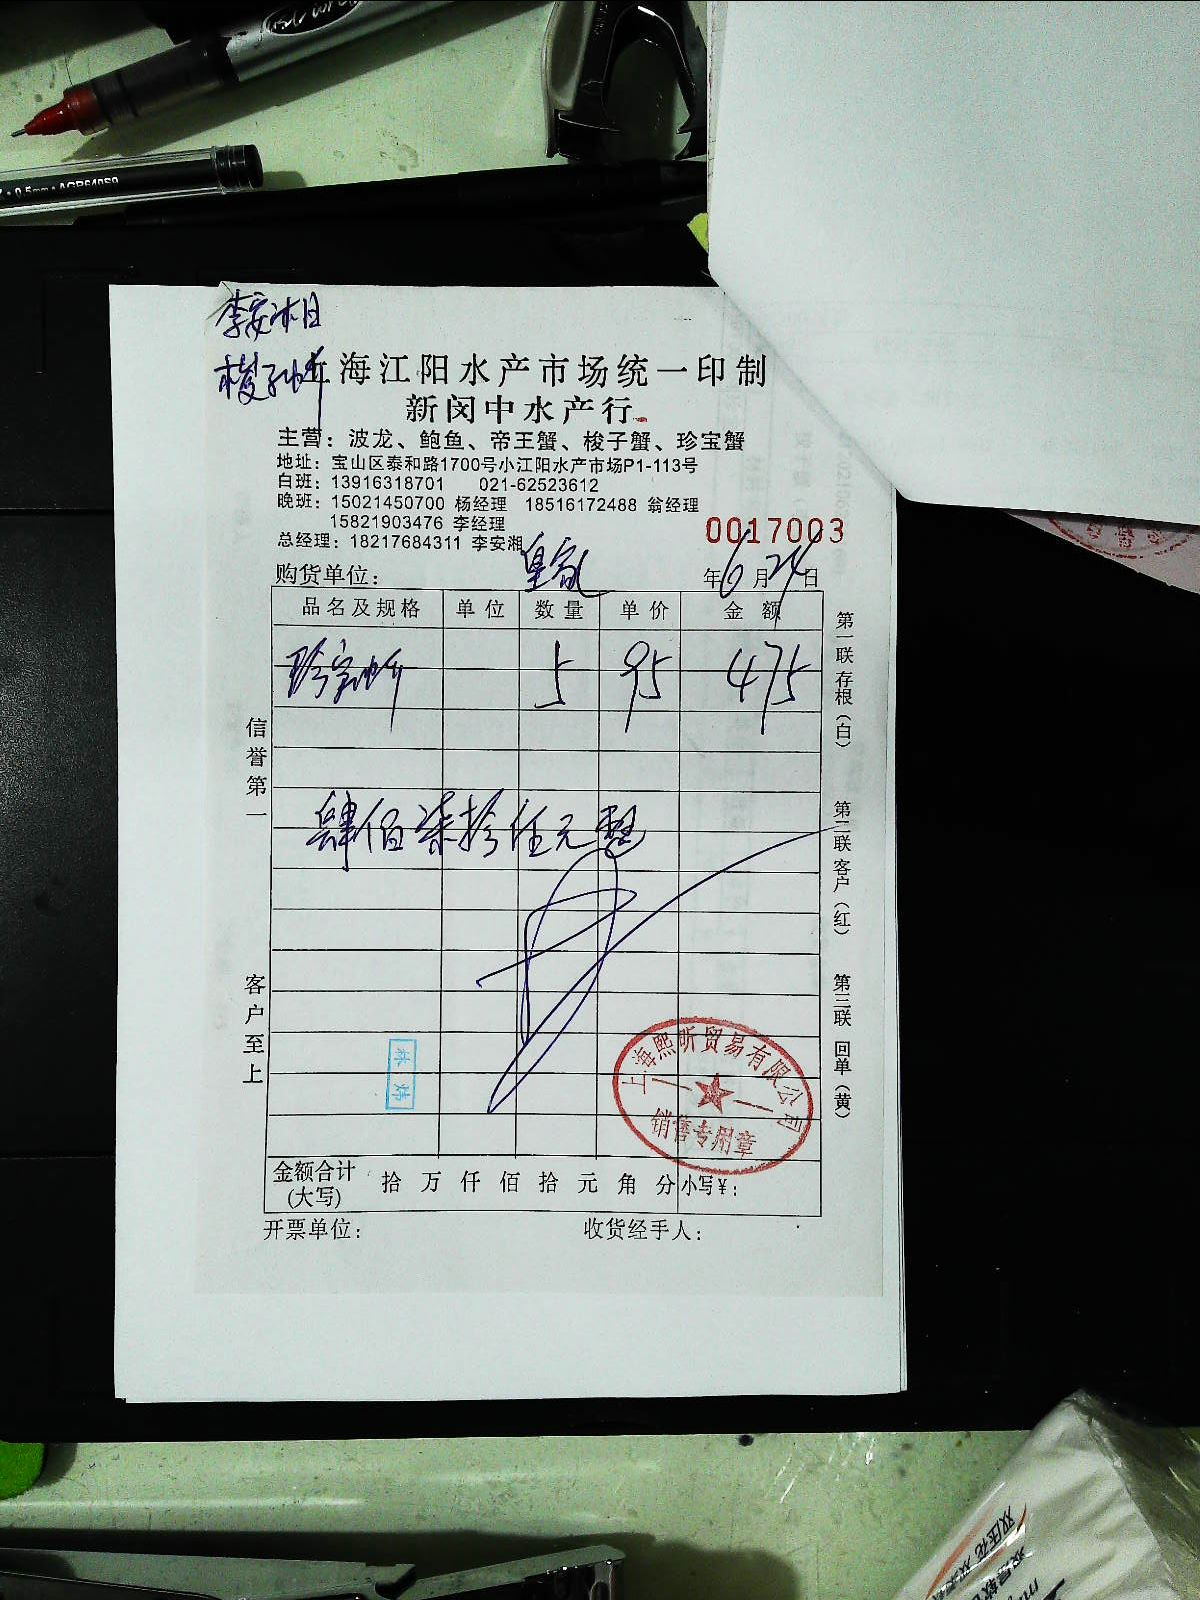 0.5mm·AGP640S9
李安湘
梭子蟹
上海江阳水产市场统一印制
新闵中水产行
主营：波龙、鲍鱼、帝王蟹、梭子蟹、珍宝蟹
地址：宝山区泰和路1700号小江阳水产市场P1-113号
白班：13916318701 021-62523612
晚班：15021450700 杨经理 18516172488 翁经理
15821903476 李经理
总经理：18217684311 李安湘
0017003
购货单位： 皇家 年6月24日
品名及规格 单位 数量 单价 金额
珍宝蟹 5 95 475
肆佰柒拾伍元整
信誉第一
客户至上
第一联 存根（白）
第二联 客户（红）
第三联 回单（黄）
上海熙昕贸易有限公司
销售专用章
金额合计 拾 万 仟 佰 拾 元 角 分 小写¥：
(大写)
开票单位： 收货经手人：
双压花